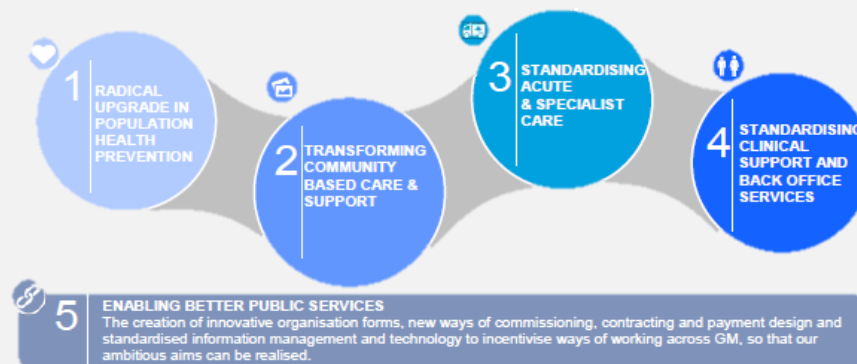 1
RADICAL
UPGRADE IN
POPULATION
HEALTH
PREVENTION
2
TRANSFORMING
COMMUNITY
BASED CARE &
SUPPORT
3
STANDARDISING
ACUTE
& SPECIALIST
CARE
4
STANDARDISING
CLINICAL
SUPPORT AND
BACK OFFICE
SERVICES
5
ENABLING BETTER PUBLIC SERVICES
The creation of innovative organisation forms, new ways of commissioning, contracting and payment design and
standardised information management and technology to incentivise ways of working across GM, so that our
ambitious aims can be realised.